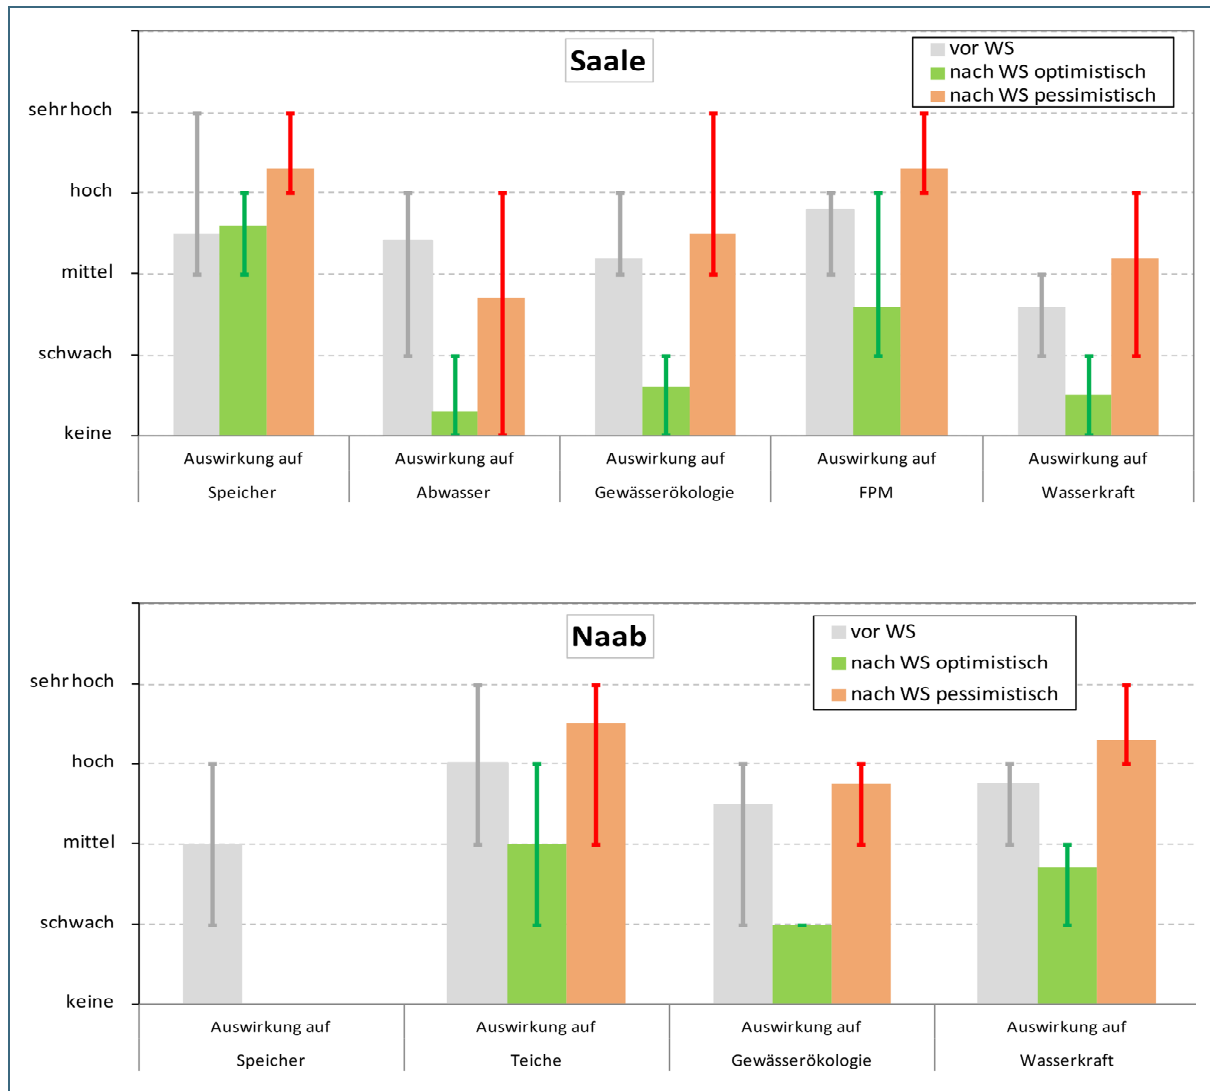 Saale
vor WS
nach WS optimistisch
nach WS pessimistisch
sehr hoch
hoch
mittel
schwach
keine
Auswirkung auf Auswirkung auf Auswirkung auf Auswirkung auf Auswirkung auf
Speicher Abwasser Gewässerökologie FPM Wasserkraft
Naab
vor WS
nach WS optimistisch
nach WS pessimistisch
sehr hoch
hoch
mittel
schwach
keine
Auswirkung auf Auswirkung auf Auswirkung auf Auswirkung auf
Speicher Teiche Gewässerökologie Wasserkraft